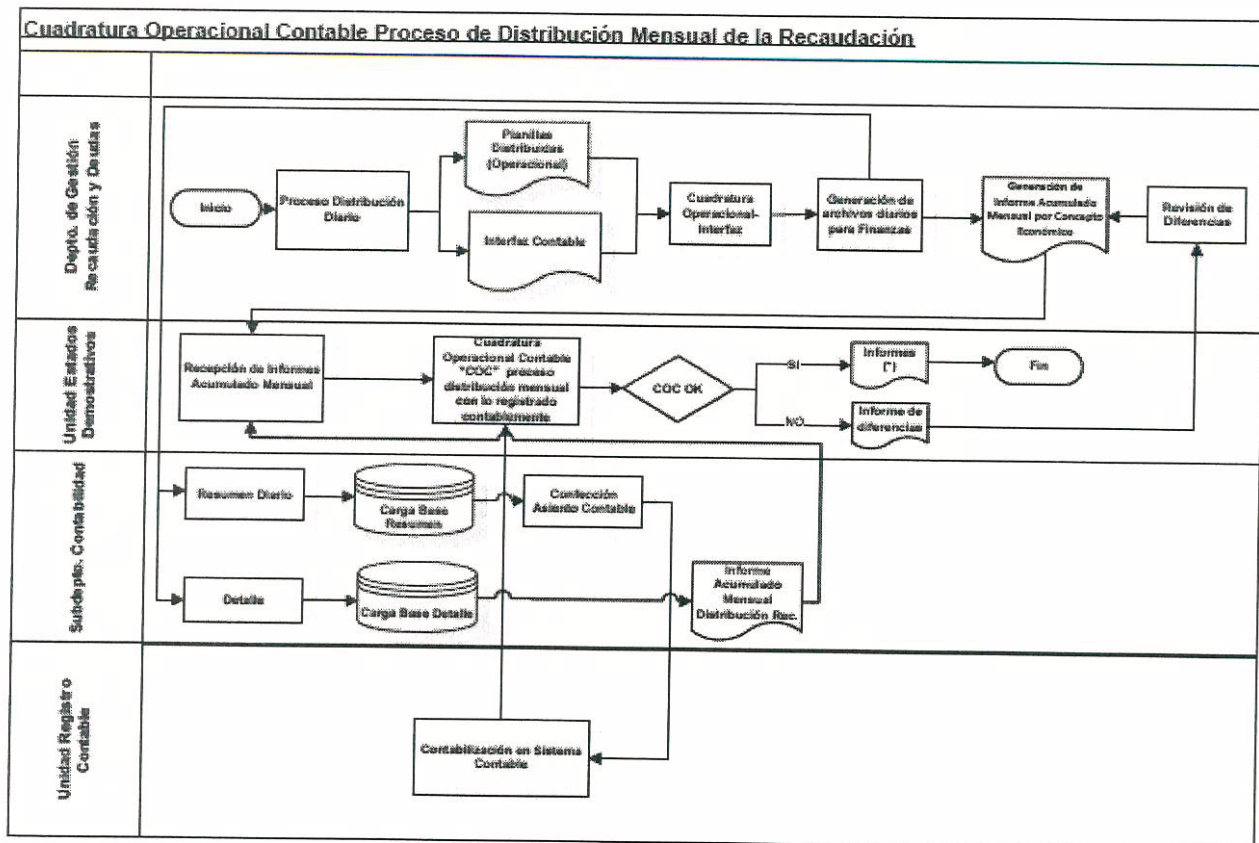 Cuadratura Operacional Contable Proceso de Distribución Mensual de la Recaudación
Depto. de Gestión
Recaudación y Deudas
Inicio
Proceso Distribución
Diario
Planillas
Distribuidas
(Operacional)
Interfaz Contable
Cuadratura
Operacional-
Interfaz
Generación de
archivos diarios
para Finanzas
Generación de
Informe Acumulado
Mensual por Concepto
Económico
Revisión de
Diferencias
Unidad Estados
Demostrativos
Recepción de Informes
Acumulado Mensual
Cuadratura
Operacional Contable
"COC" proceso
distribución mensual
con lo registrado
contablemente
COC OK
SI
NO
Informes
(*)
Fin
Informe de
diferencias
Subdepto. Contabilidad
Resumen Diario
Carga Base
Resumen
Confección
Asiento Contable
Detalle
Carga Base Detalle
Informe
Acumulado
Mensual
Distribución Rec.
Unidad Registro
Contable
Contabilización en Sistema
Contable